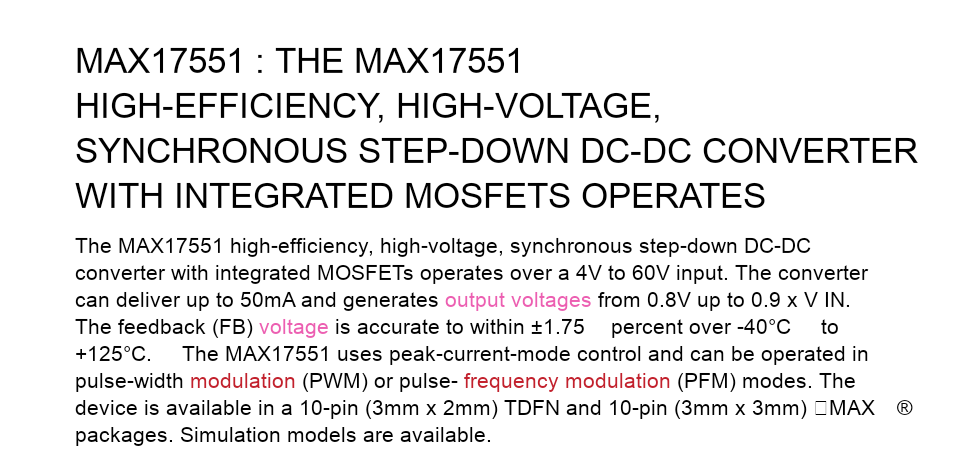 MAX17551 : THE MAX17551
HIGH-EFFICIENCY, HIGH-VOLTAGE,
SYNCHRONOUS STEP-DOWN DC-DC CONVERTER
WITH INTEGRATED MOSFETS OPERATES
The MAX17551 high-efficiency, high-voltage, synchronous step-down DC-DC
converter with integrated MOSFETs operates over a 4V to 60V input. The converter
can deliver up to 50mA and generates output voltages from 0.8V up to 0.9 x V IN.
The feedback (FB) voltage is accurate to within ±1.75 percent over -40°C to
+125°C. The MAX17551 uses peak-current-mode control and can be operated in
pulse-width modulation (PWM) or pulse- frequency modulation (PFM) modes. The
device is available in a 10-pin (3mm x 2mm) TDFN and 10-pin (3mm x 3mm) □MAX ®
packages. Simulation models are available.